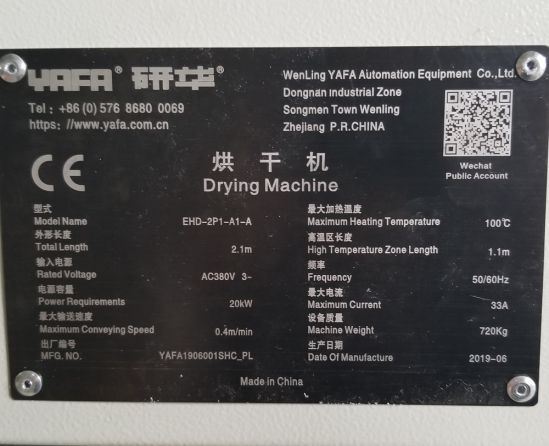 YAFA® 研华®
Tel : +86 (0) 576 8680 0069
https: //www.yafa.com.cn
WenLing YAFA Automation Equipment Co.,Ltd.
Dongnan Industrial Zone
Songmen Town Wenling
Zhejiang P.R.CHINA
Wechat
Public Account
CE
烘干机
Drying Machine
型式
Model Name EHD-2P1-A1-A
外形长度
Total Length 2.1m
输入电源
Rated Voltage AC380V 3~
电源容量
Power Requirements 20kW
最大输送速度
Maximum Conveying Speed 0.4m/min
出厂编号
MFG. NO. YAFA1906001SHC_PL
最大加热温度
Maximum Heating Temperature 100℃
高温区长度
High Temperature Zone Length 1.1m
频率
Frequency 50/60Hz
最大电流
Maximum Current 33A
设备质量
Machine Weight 720Kg
生产日期
Date Of Manufacture 2019-06
Made in China